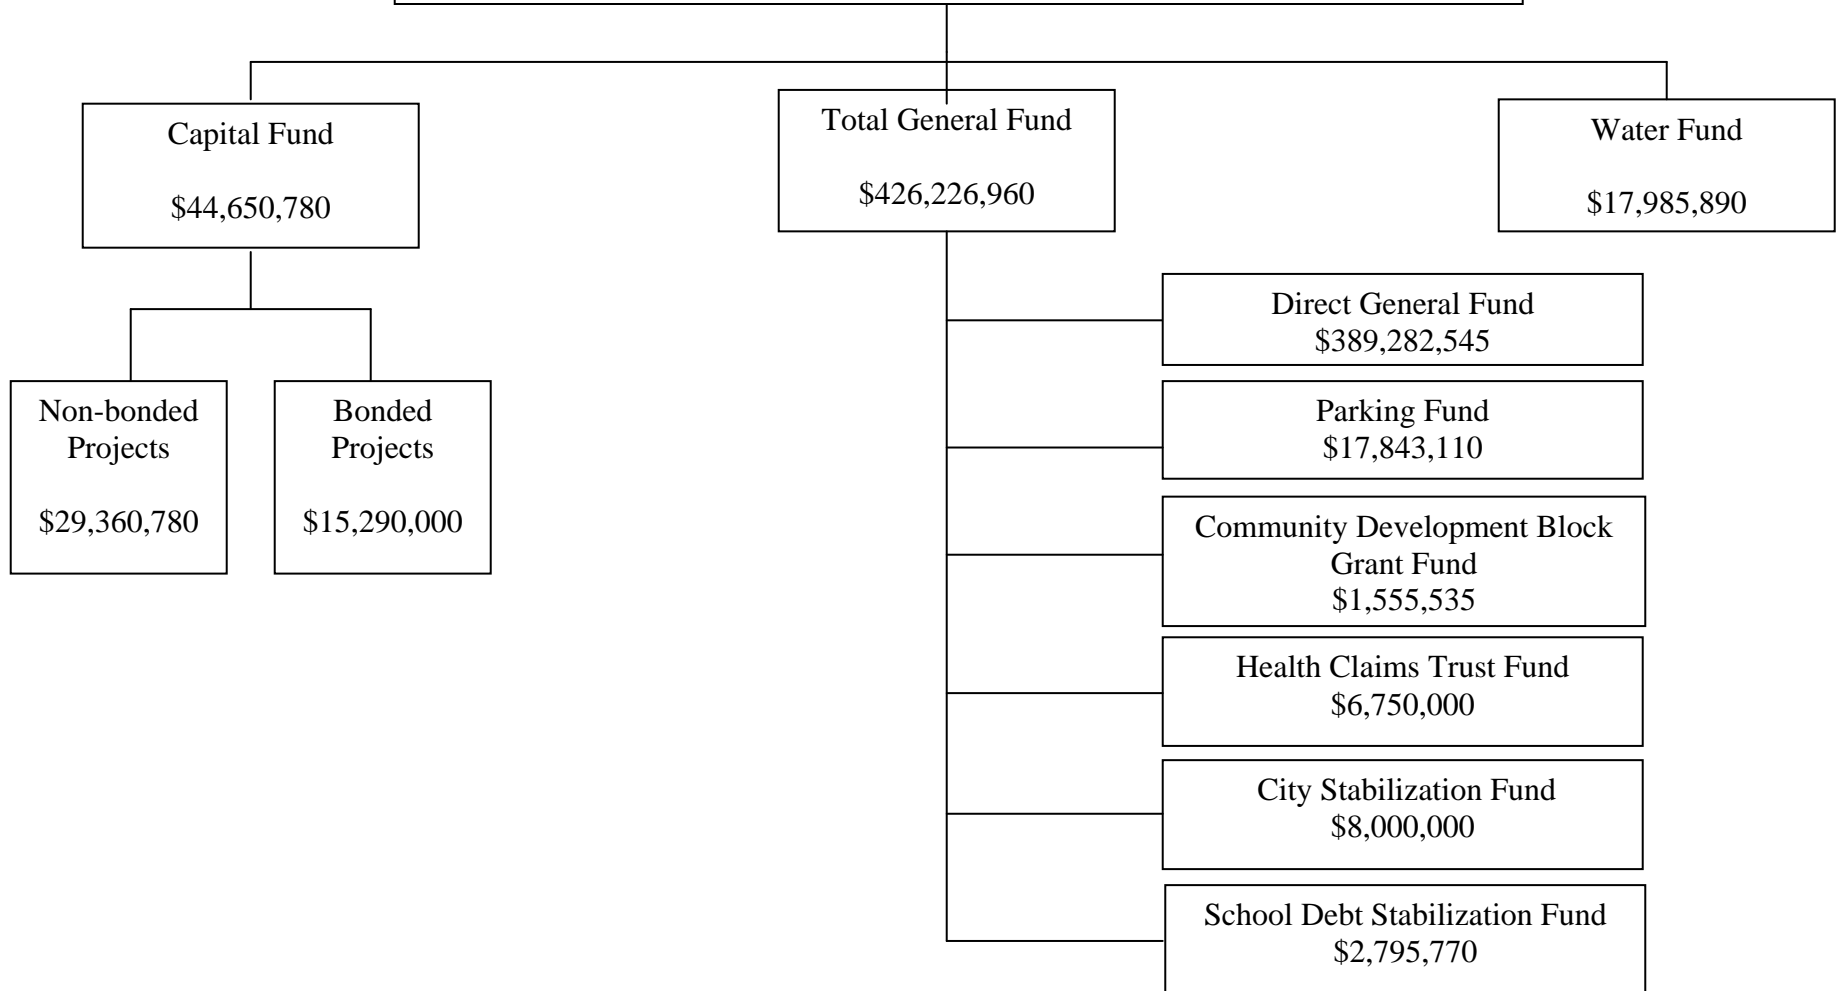 Capital Fund
$44,650,780
Total General Fund
$426,226,960
Water Fund
$17,985,890
Non-bonded
Projects
$29,360,780
Bonded
Projects
$15,290,000
Direct General Fund
$389,282,545
Parking Fund
$17,843,110
Community Development Block
Grant Fund
$1,555,535
Health Claims Trust Fund
$6,750,000
City Stabilization Fund
$8,000,000
School Debt Stabilization Fund
$2,795,770